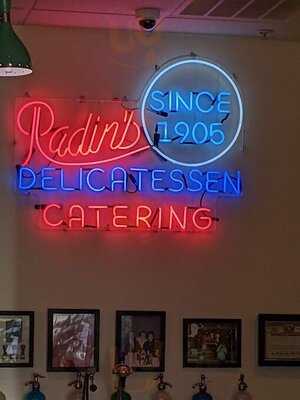 Radin's
SINCE
1905
DELICATESSEN
CATERING